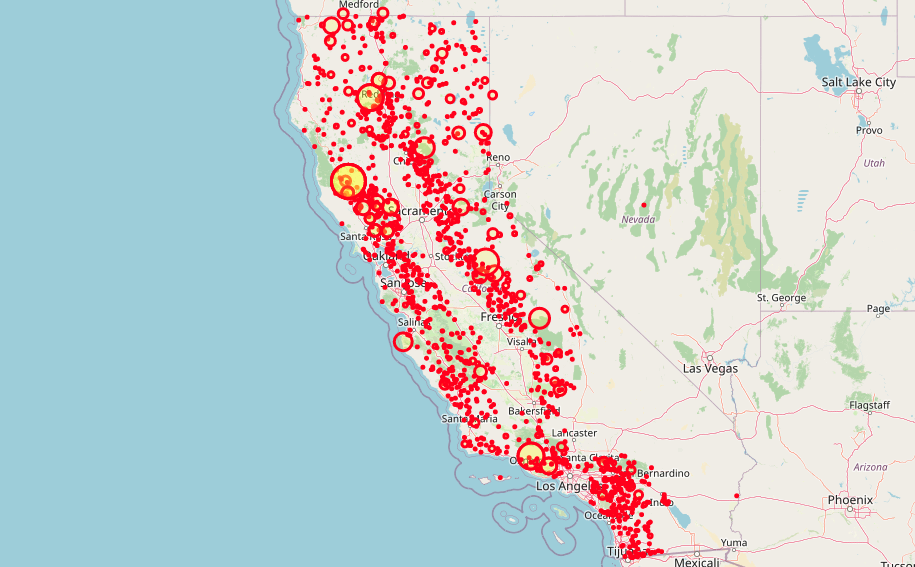 Medford
Salt Lake City
Provo
Reno
Utah
Carson
City
Sacramento
Nevada
Santa Rosa
Oakland
San Jose
St. George
Page
Salinas
Fresno
Visalia
Las Vegas
Bakersfield
Flagstaff
Santa Maria
Lancaster
Santa Clarita
Bernardino
Arizona
Los Angeles
Indio
Phoenix
Yuma
Tijuana
Mexicali